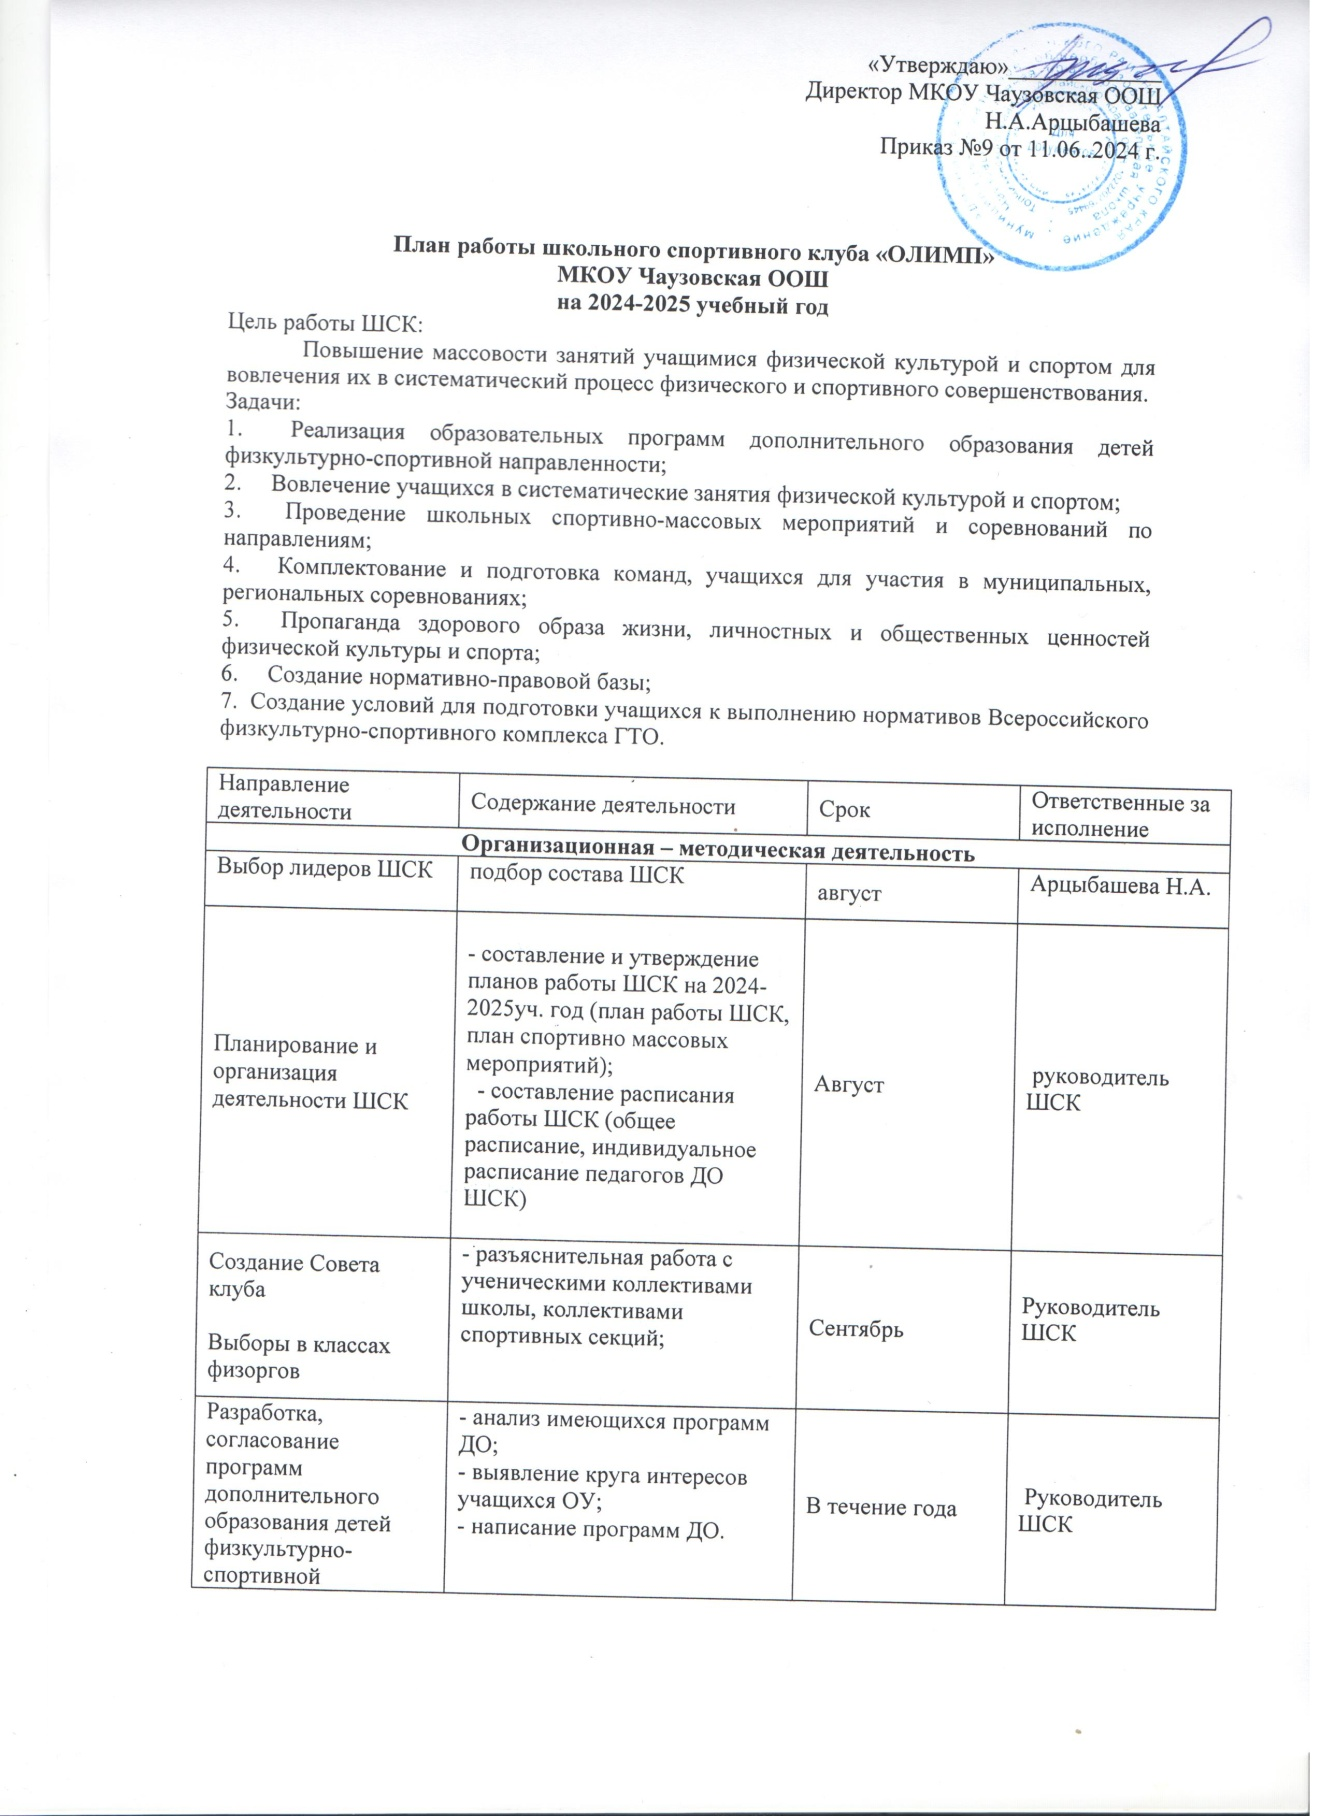 «Утверждаю»____________
Директор МКОУ Чаузовская ООШ
Н.А.Арцыбашева
Приказ №9 от 11.06..2024 г.
План работы школьного спортивного клуба «ОЛИМП»
МКОУ Чаузовская ООШ
на 2024-2025 учебный год
Цель работы ШСК:
Повышение массовости занятий учащимися физической культурой и спортом для
вовлечения их в систематический процесс физического и спортивного совершенствования.
Задачи:
1. Реализация образовательных программ дополнительного образования детей
физкультурно-спортивной направленности;
2. Вовлечение учащихся в систематические занятия физической культурой и спортом;
3. Проведение школьных спортивно-массовых мероприятий и соревнований по
направлениям;
4. Комплектование и подготовка команд, учащихся для участия в муниципальных,
региональных соревнованиях;
5. Пропаганда здорового образа жизни, личностных и общественных ценностей
физической культуры и спорта;
6. Создание нормативно-правовой базы;
7. Создание условий для подготовки учащихся к выполнению нормативов Всероссийского
физкультурно-спортивного комплекса ГТО.
Направление
деятельности
Содержание деятельности
Срок
Ответственные за
исполнение
Организационная – методическая деятельность
Выбор лидеров ШСК
подбор состава ШСК
август
Арцыбашева Н.А.
Планирование и
организация
деятельности ШСК
- составление и утверждение
планов работы ШСК на 2024-
2025уч. год (план работы ШСК,
план спортивно массовых
мероприятий);
- составление расписания
работы ШСК (общее
расписание, индивидуальное
расписание педагогов ДО
ШСК)
Август
руководитель
ШСК
Создание Совета
клуба
Выборы в классах
физоргов
- разъяснительная работа с
ученическими коллективами
школы, коллективами
спортивных секций;
Сентябрь
Руководитель
ШСК
Разработка,
согласование
программ
дополнительного
образования детей
физкультурно-
спортивной
- анализ имеющихся программ
ДО;
- выявление круга интересов
учащихся ОУ;
- написание программ ДО.
В течение года
Руководитель
ШСК